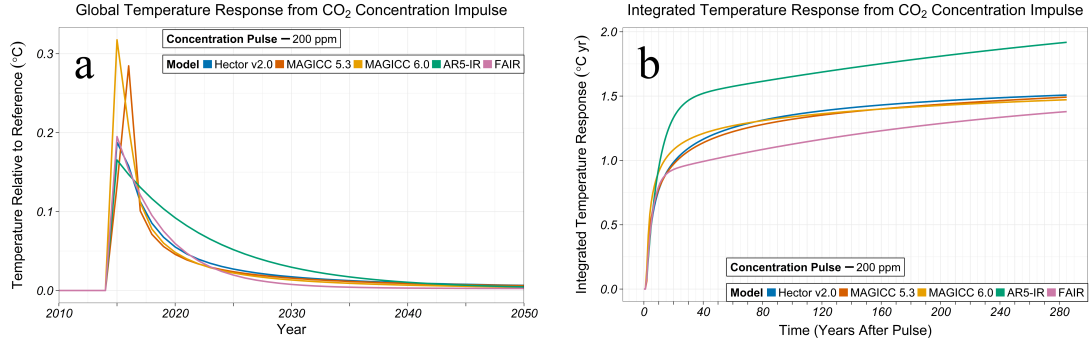 Global Temperature Response from CO₂ Concentration Impulse
a
Concentration Pulse — 200 ppm
Model Hector v2.0 MAGICC 5.3 MAGICC 6.0 AR5-IR FAIR
Temperature Relative to Reference (°C)
0.3
0.2
0.1
0.0
2010 2020 2030 2040 2050
Year
Integrated Temperature Response from CO₂ Concentration Impulse
b
Integrated Temperature Response (°C yr)
2.0
1.5
1.0
0.5
0.0
Concentration Pulse — 200 ppm
Model Hector v2.0 MAGICC 5.3 MAGICC 6.0 AR5-IR FAIR
0 40 80 120 160 200 240 280
Time (Years After Pulse)